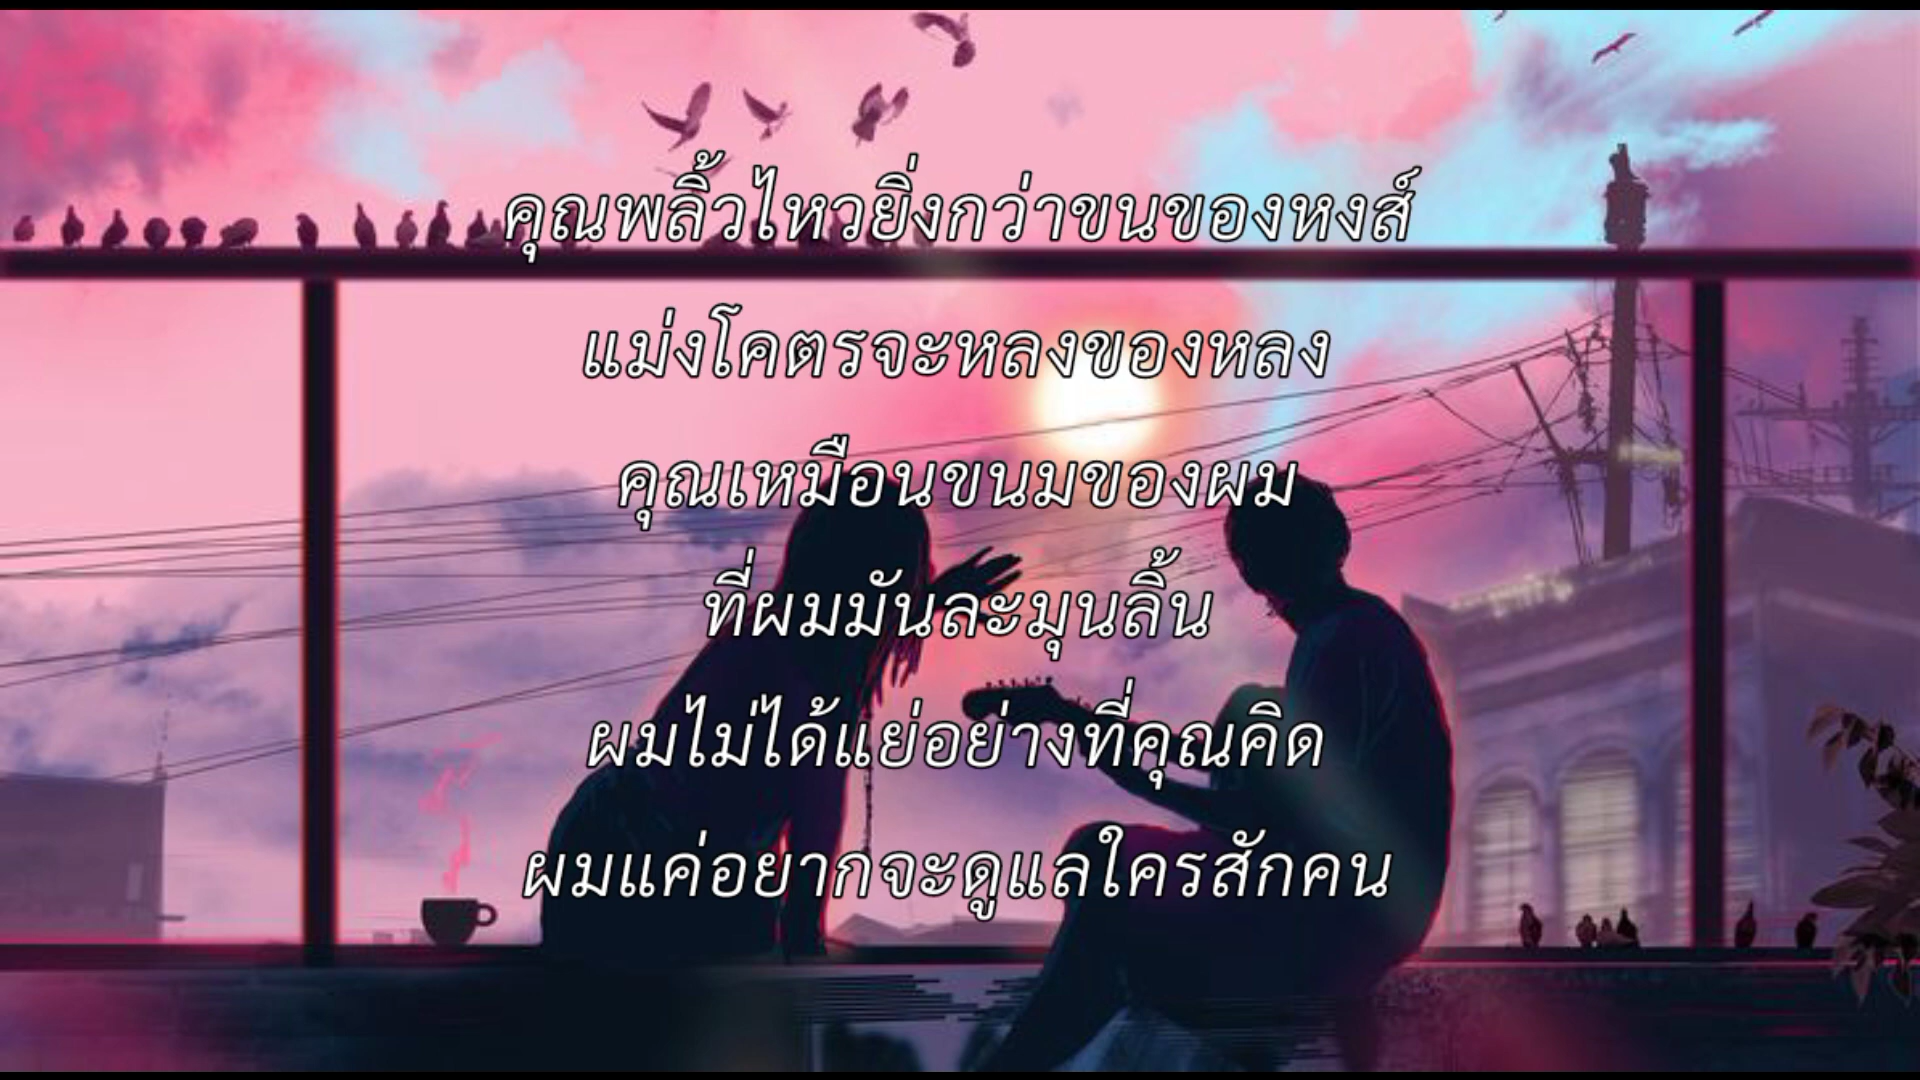 คุณพลิ้วไหวยิ่งกว่าขนของหงส์
แม่งโคตรจะหลงของหลง
คุณเหมือนขนมของผม
ที่ผมมันละมุนลิ้น
ผมไม่ได้แย่อย่างที่คุณคิด
ผมแค่อยากจะดูแลใครสักคน